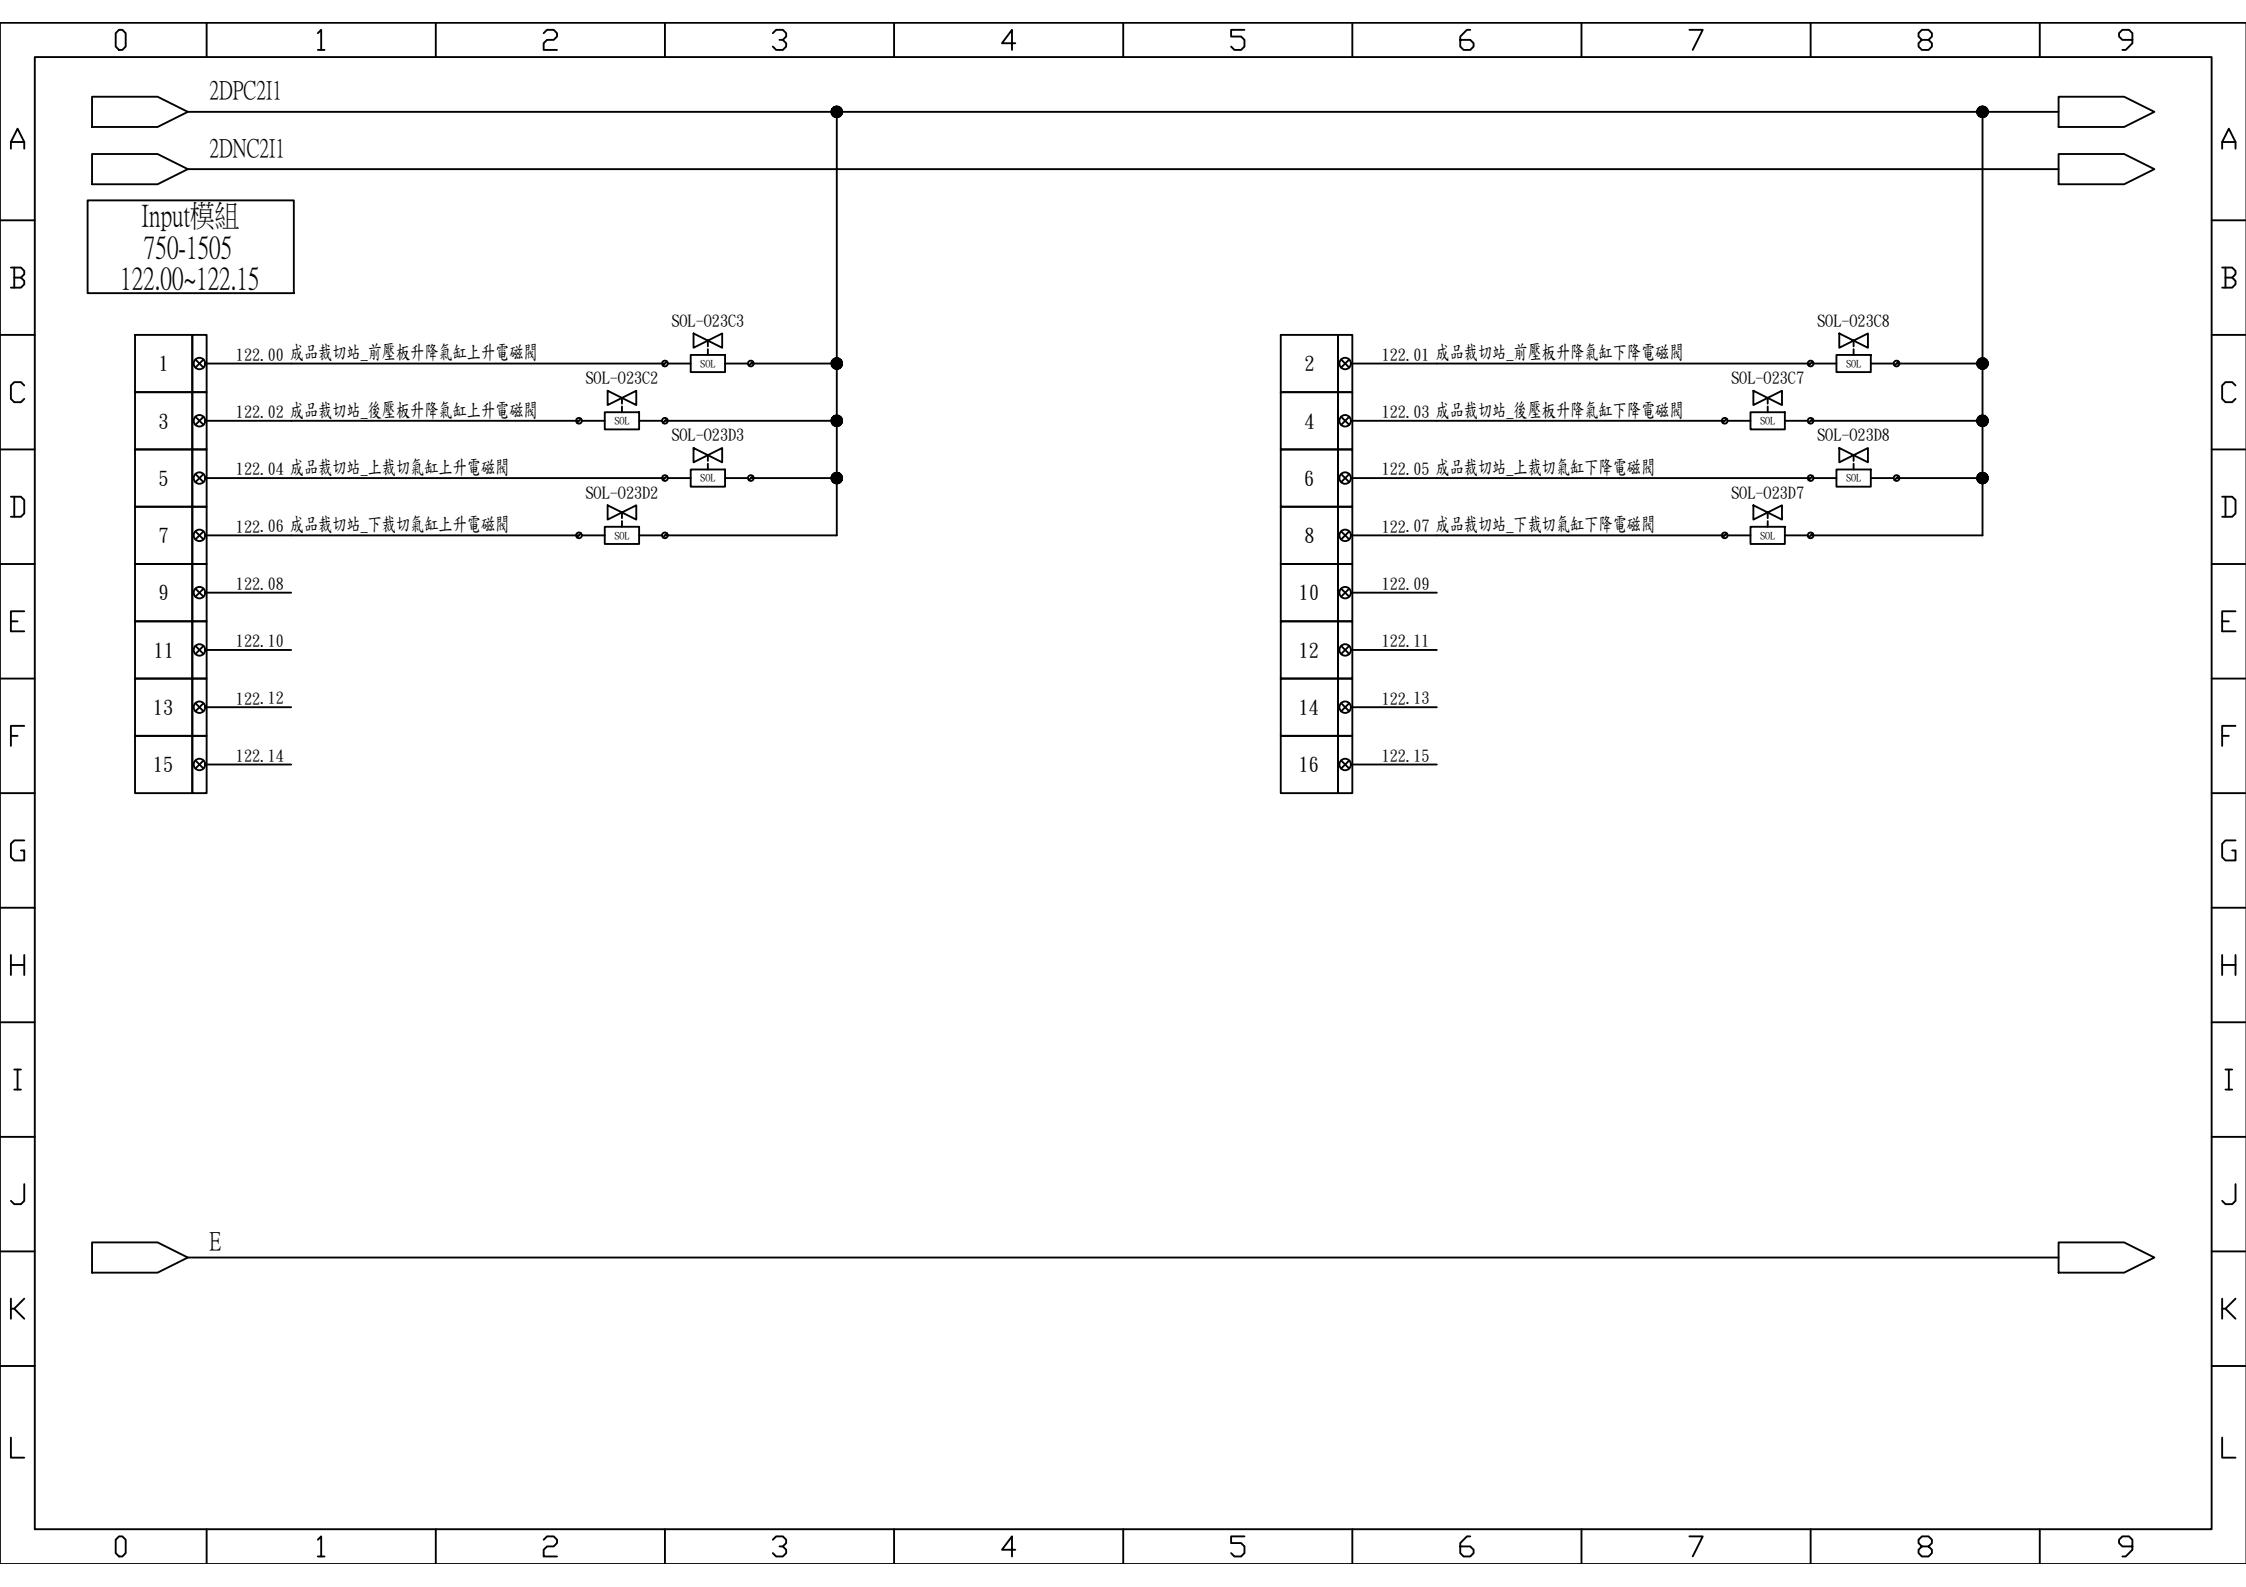 0 1 2 3 4 5 6 7 8 9
2DPC2I1
A A
2DNC2I1
Input模組
750-1505
122.00~122.15
B B
SOL-023C3 SOL-023C8
1 122.00 成品裁切站_前壓板升降氣缸上升電磁閥 SOL 2 122.01 成品裁切站_前壓板升降氣缸下降電磁閥 SOL
SOL-023C2 SOL-023C7
C C
3 122.02 成品裁切站_後壓板升降氣缸上升電磁閥 SOL 4 122.03 成品裁切站_後壓板升降氣缸下降電磁閥 SOL
SOL-023D3 SOL-023D8
5 122.04 成品裁切站_上裁切氣缸上升電磁閥 SOL 6 122.05 成品裁切站_上裁切氣缸下降電磁閥 SOL
SOL-023D2 SOL-023D7
D D
7 122.06 成品裁切站_下裁切氣缸上升電磁閥 SOL 8 122.07 成品裁切站_下裁切氣缸下降電磁閥 SOL
9 122.08 10 122.09
E E
11 122.10 12 122.11
13 122.12 14 122.13
F F
15 122.14 16 122.15
G G
H H
I I
J J
E
K K
L L
0 1 2 3 4 5 6 7 8 9